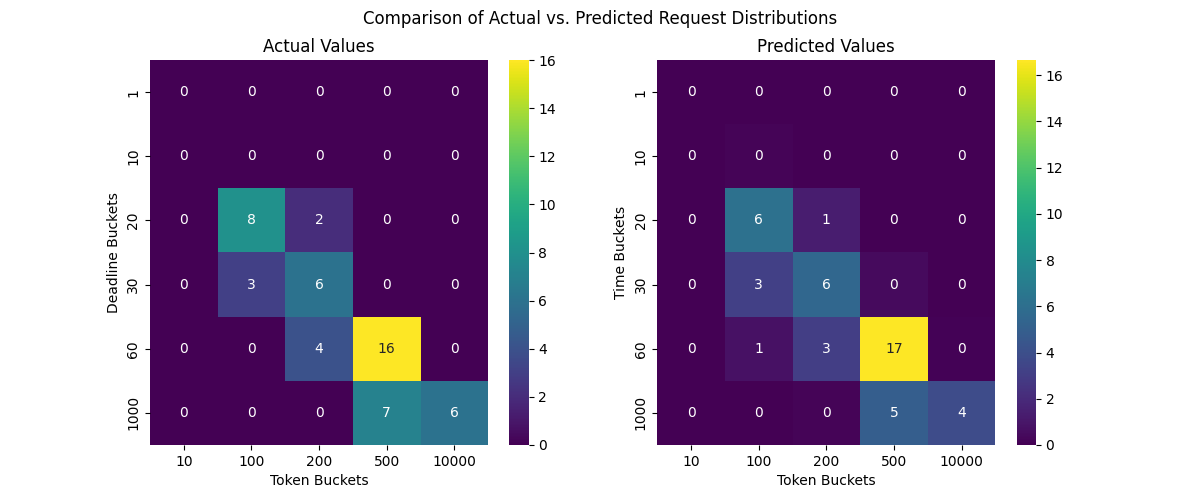 Comparison of Actual vs. Predicted Request Distributions
Actual Values
Deadline Buckets
1 0 0 0 0 0
10 0 0 0 0 0
20 0 8 2 0 0
30 0 3 6 0 0
60 0 0 4 16 0
1000 0 0 0 7 6
10 100 200 500 10000
Token Buckets
16
14
12
10
8
6
4
2
0
Predicted Values
Time Buckets
1 0 0 0 0 0
10 0 0 0 0 0
20 0 6 1 0 0
30 0 3 6 0 0
60 0 1 3 17 0
1000 0 0 0 5 4
10 100 200 500 10000
Token Buckets
16
14
12
10
8
6
4
2
0